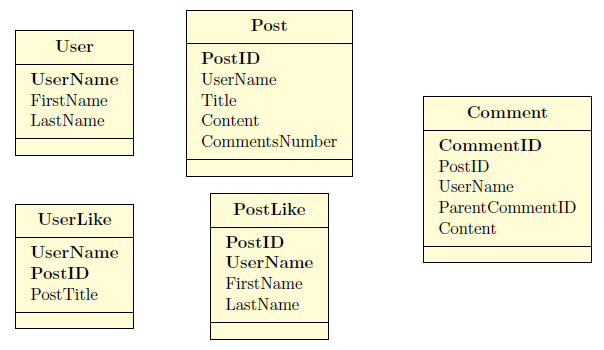 User
UserName
FirstName
LastName
Post
PostID
UserName
Title
Content
CommentsNumber
Comment
CommentID
PostID
UserName
ParentCommentID
Content
UserLike
UserName
PostID
PostTitle
PostLike
PostID
UserName
FirstName
LastName